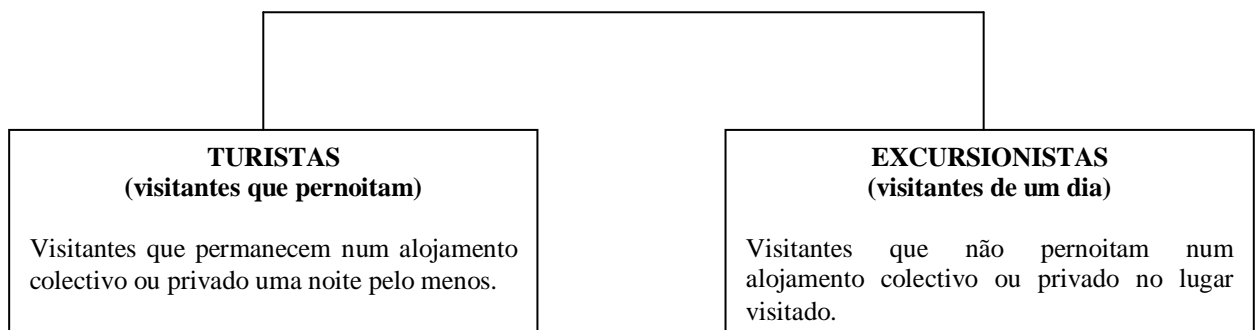 TURISTAS
(visitantes que pernoitam)
Visitantes que permanecem num alojamento
colectivo ou privado uma noite pelo menos.
EXCURSIONISTAS
(visitantes de um dia)
Visitantes que não pernoitam num
alojamento colectivo ou privado no lugar
visitado.